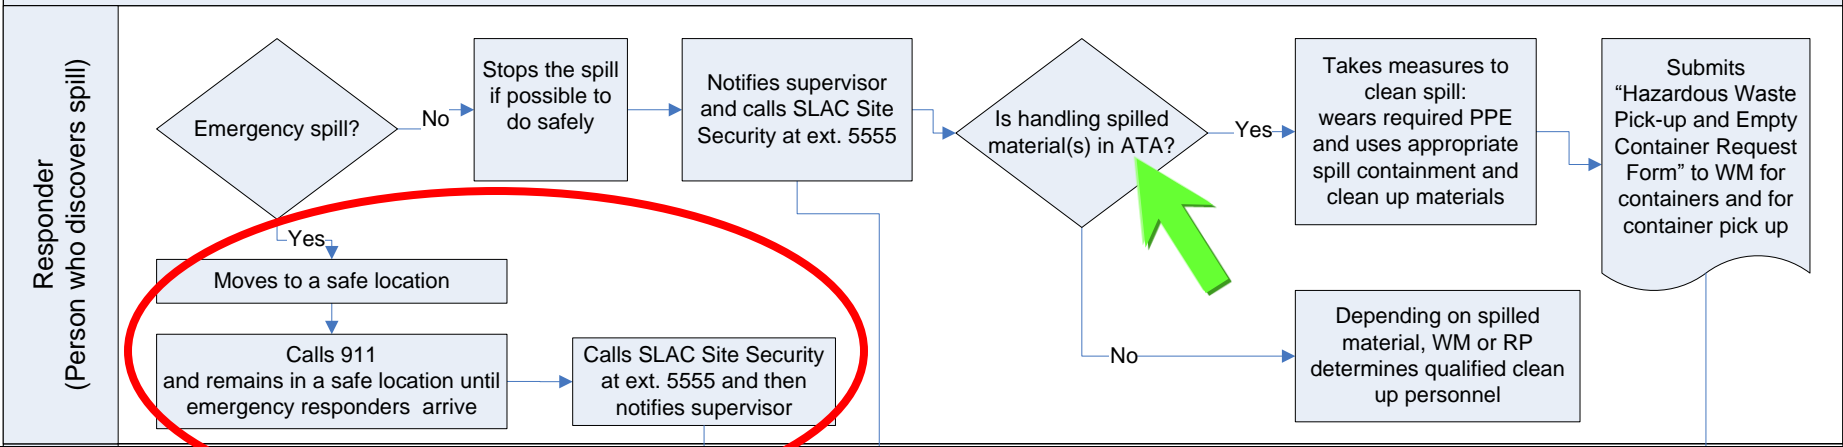 Responder
(Person who discovers spill)
Emergency spill?
No
Stops the spill
if possible to
do safely
Notifies supervisor
and calls SLAC Site
Security at ext. 5555
Is handling spilled
material(s) in ATA?
Yes
Takes measures to
clean spill:
wears required PPE
and uses appropriate
spill containment and
clean up materials
Submits
“Hazardous Waste
Pick-up and Empty
Container Request
Form” to WM for
containers and for
container pick up
Yes
Moves to a safe location
Calls 911
and remains in a safe location until
emergency responders arrive
Calls SLAC Site Security
at ext. 5555 and then
notifies supervisor
No
Depending on spilled
material, WM or RP
determines qualified clean
up personnel